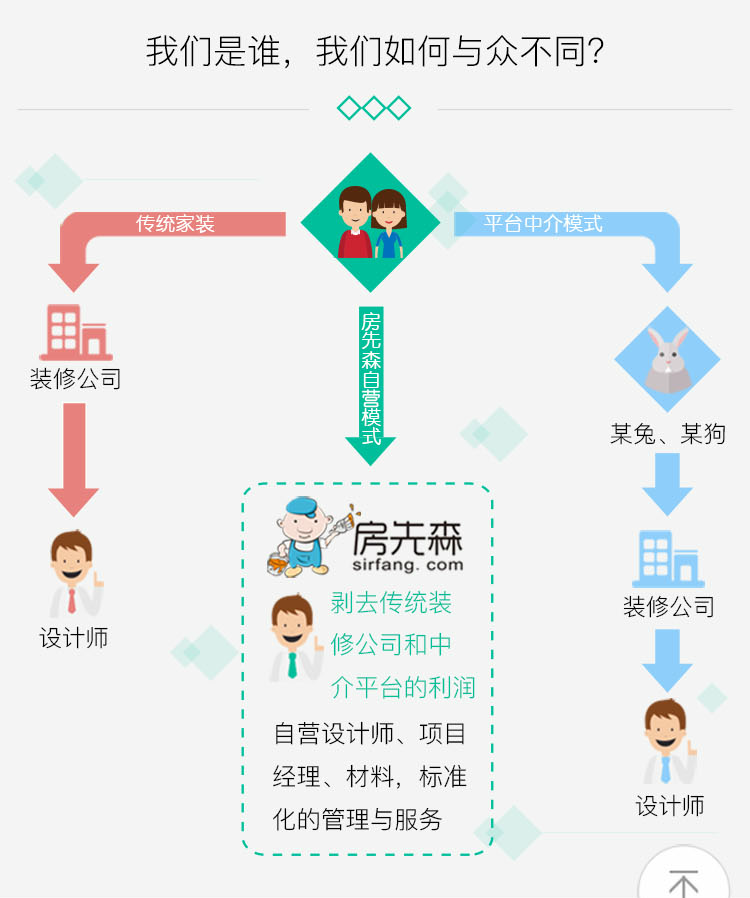 我们是谁，我们如何与众不同？
传统家装
平台中介模式
房先森自营模式
装修公司
设计师
某兔、某狗
装修公司
设计师
房先森
sirfang. com
剥去传统装
修公司和中
介平台的利润
自营设计师、项目
经理、材料，标准
化的管理与服务